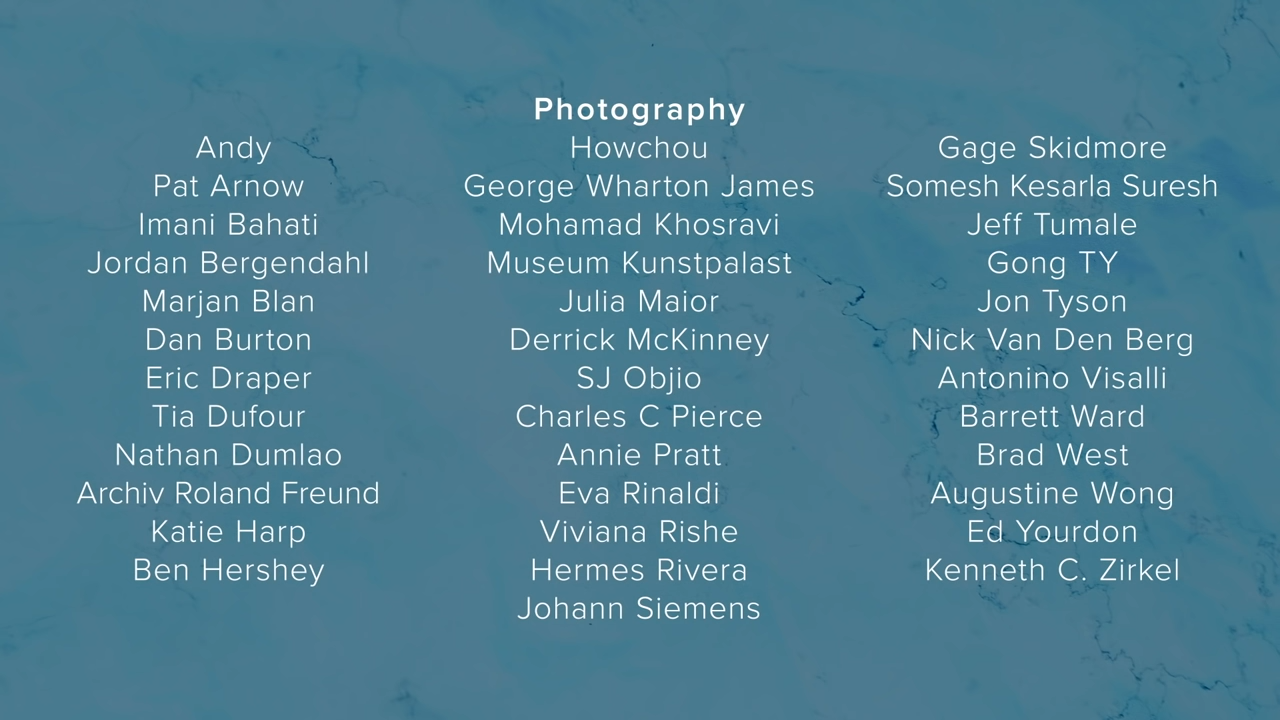 Photography
Andy
Pat Arnow
Imani Bahati
Jordan Bergendahl
Marjan Blan
Dan Burton
Eric Draper
Tia Dufour
Nathan Dumlao
Archiv Roland Freund
Katie Harp
Ben Hershey
Howchou
George Wharton James
Mohamad Khosravi
Museum Kunstpalast
Julia Maior
Derrick McKinney
SJ Objio
Charles C Pierce
Annie Pratt
Eva Rinaldi
Viviana Rishe
Hermes Rivera
Johann Siemens
Gage Skidmore
Somesh Kesarla Suresh
Jeff Tumale
Gong TY
Jon Tyson
Nick Van Den Berg
Antonino Visalli
Barrett Ward
Brad West
Augustine Wong
Ed Yourdon
Kenneth C. Zirkel